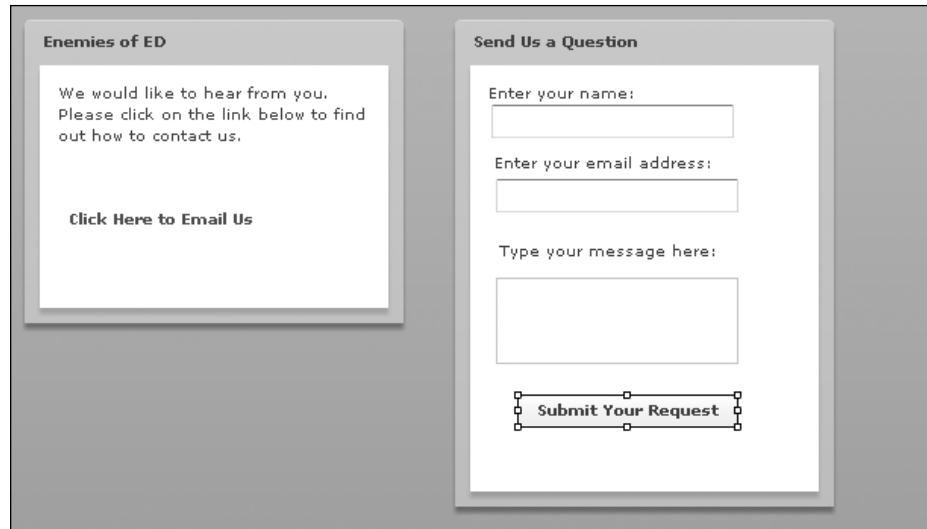 Enemies of ED
We would like to hear from you.
Please click on the link below to find
out how to contact us.
Click Here to Email Us
Send Us a Question
Enter your name:
Enter your email address:
Type your message here:
Submit Your Request